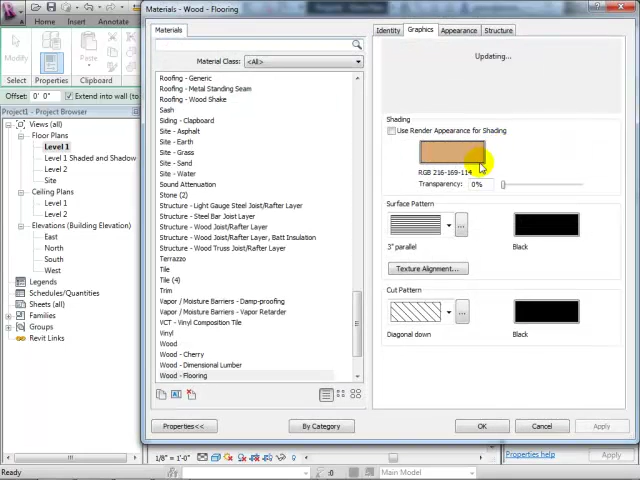 Materials - Wood - Flooring
Home
Insert
Annotate
Modify
Properties
Paste
Select
Properties
Clipboard
Offset: 0' 0"
Extend into wall (to
Project1 - Project Browser
Views (all)
Floor Plans
Level 1
Level 1 Shaded and Shadow
Level 2
Site
Ceiling Plans
Level 1
Level 2
Elevations (Building Elevation)
East
North
South
West
Legends
Schedules/Quantities
Sheets (all)
Families
Groups
Revit Links
Materials
Material Class:
<All>
Roofing - Generic
Roofing - Metal Standing Seam
Roofing - Wood Shake
Sash
Siding - Clapboard
Site - Asphalt
Site - Earth
Site - Grass
Site - Sand
Site - Water
Sound Attenuation
Stone (2)
Structure - Light Gauge Steel Joist/Rafter Layer
Structure - Steel Bar Joist Layer
Structure - Wood Joist/Rafter Layer
Structure - Wood Joist/Rafter Layer, Batt Insulation
Structure - Wood Truss Joist/Rafter Layer
Terrazzo
Tile
Tile (4)
Trim
Vapor / Moisture Barriers - Damp-proofing
Vapor / Moisture Barriers - Vapor Retarder
VCT - Vinyl Composition Tile
Vinyl
Wood
Wood - Cherry
Wood - Dimensional Lumber
Wood - Flooring
Properties<<
By Category
Identity
Graphics
Appearance
Structure
Updating...
Shading
Use Render Appearance for Shading
RGB 216-169-114
Transparency: 0%
Surface Pattern
...
3" parallel
Black
Texture Alignment...
Cut Pattern
...
Diagonal down
Black
OK
Cancel
Apply
1/8" = 1'-0"
Properties help
Apply
Ready
:0
Main Model